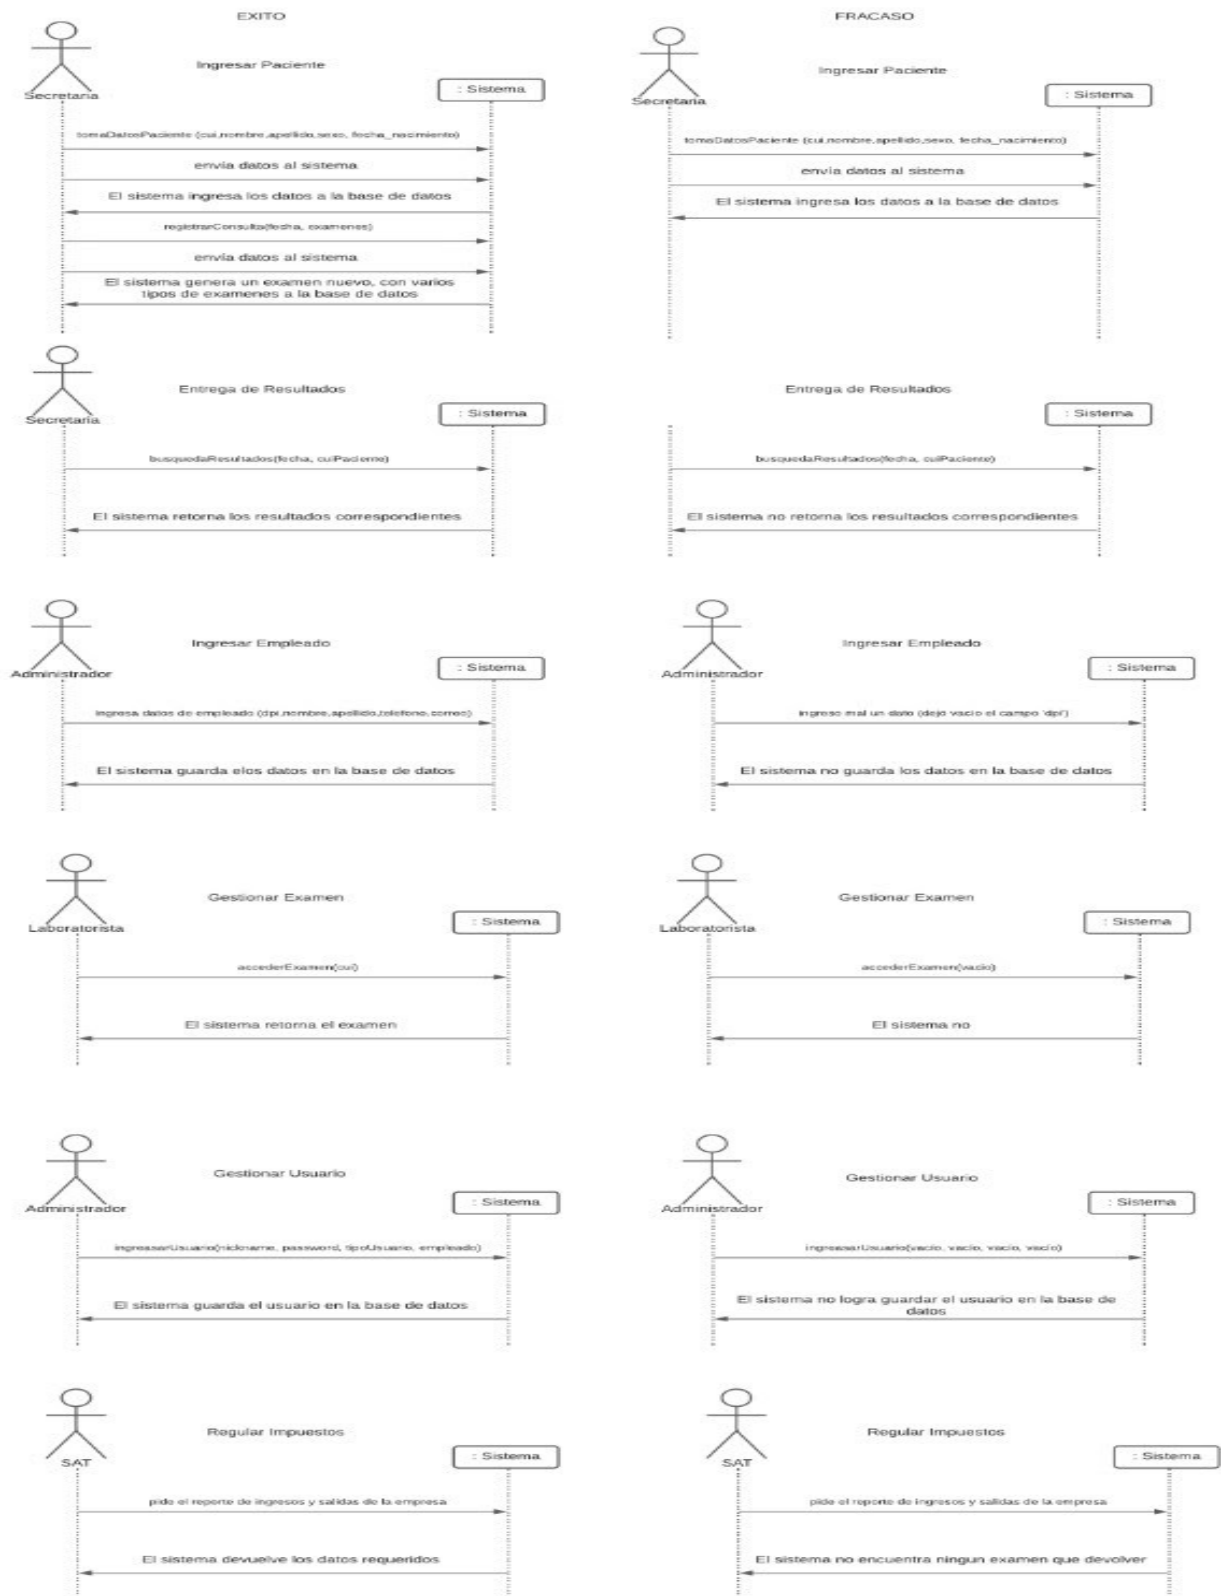 EXITO
Ingresar Paciente
Secretaria
: Sistema
tomaDatosPaciente (cui,nombre,apellido,sexo, fecha_nacimiento)
envía datos al sistema
El sistema ingresa los datos a la base de datos
registrarConsulta(fecha, examenes)
envía datos al sistema
El sistema genera un examen nuevo, con varios
tipos de examenes a la base de datos
FRACASO
Ingresar Paciente
Secretaria
: Sistema
tomaDatosPaciente (cui,nombre,apellido,sexo, fecha_nacimiento)
envía datos al sistema
El sistema ingresa los datos a la base de datos
Entrega de Resultados
Secretaria
: Sistema
busquedaResultados(fecha, cuiPaciente)
El sistema retorna los resultados correspondientes
Entrega de Resultados
: Sistema
busquedaResultados(fecha, cuiPaciente)
El sistema no retorna los resultados correspondientes
Ingresar Empleado
Administrador
: Sistema
ingresa datos de empleado (dpi,nombre,apellido,telefono,correo)
El sistema guarda elos datos en la base de datos
Ingresar Empleado
Administrador
: Sistema
ingreso mal un dato (dejó vacío el campo 'dpi')
El sistema no guarda los datos en la base de datos
Gestionar Examen
Laboratorista
: Sistema
accederExamen(cui)
El sistema retorna el examen
Gestionar Examen
Laboratorista
: Sistema
accederExamen(vacío)
El sistema no
Gestionar Usuario
Administrador
: Sistema
ingreasarUsuario(nickname, password, tipoUsuario, empleado)
El sistema guarda el usuario en la base de datos
Gestionar Usuario
Administrador
: Sistema
ingreasarUsuario(vacío, vacío, vacío, vacío)
El sistema no logra guardar el usuario en la base de
datos
Regular Impuestos
SAT
: Sistema
pide el reporte de ingresos y salidas de la empresa
El sistema devuelve los datos requeridos
Regular Impuestos
SAT
: Sistema
pide el reporte de ingresos y salidas de la empresa
El sistema no encuentra ningun examen que devolver